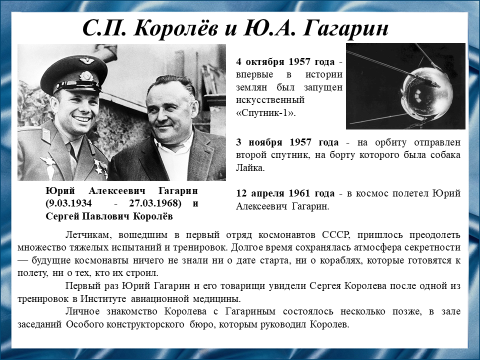 С.П. Королёв и Ю.А. Гагарин
4 октября 1957 года -
впервые в истории
землян был запущен
искусственный
«Спутник-1».
3 ноября 1957 года - на орбиту отправлен
второй спутник, на борту которого была собака
Лайка.
12 апреля 1961 года - в космос полетел Юрий
Алексеевич Гагарин.
Юрий Алексеевич Гагарин
(9.03.1934 - 27.03.1968) и
Сергей Павлович Королёв
Летчикам, вошедшим в первый отряд космонавтов СССР, пришлось преодолеть
множество тяжелых испытаний и тренировок. Долгое время сохранялась атмосфера секретности
— будущие космонавты ничего не знали ни о дате старта, ни о кораблях, которые готовятся к
полету, ни о тех, кто их строил.
Первый раз Юрий Гагарин и его товарищи увидели Сергея Королева после одной из
тренировок в Институте авиационной медицины.
Личное знакомство Королева с Гагариным состоялось несколько позже, в зале
заседаний Особого конструкторского бюро, которым руководил Королев.